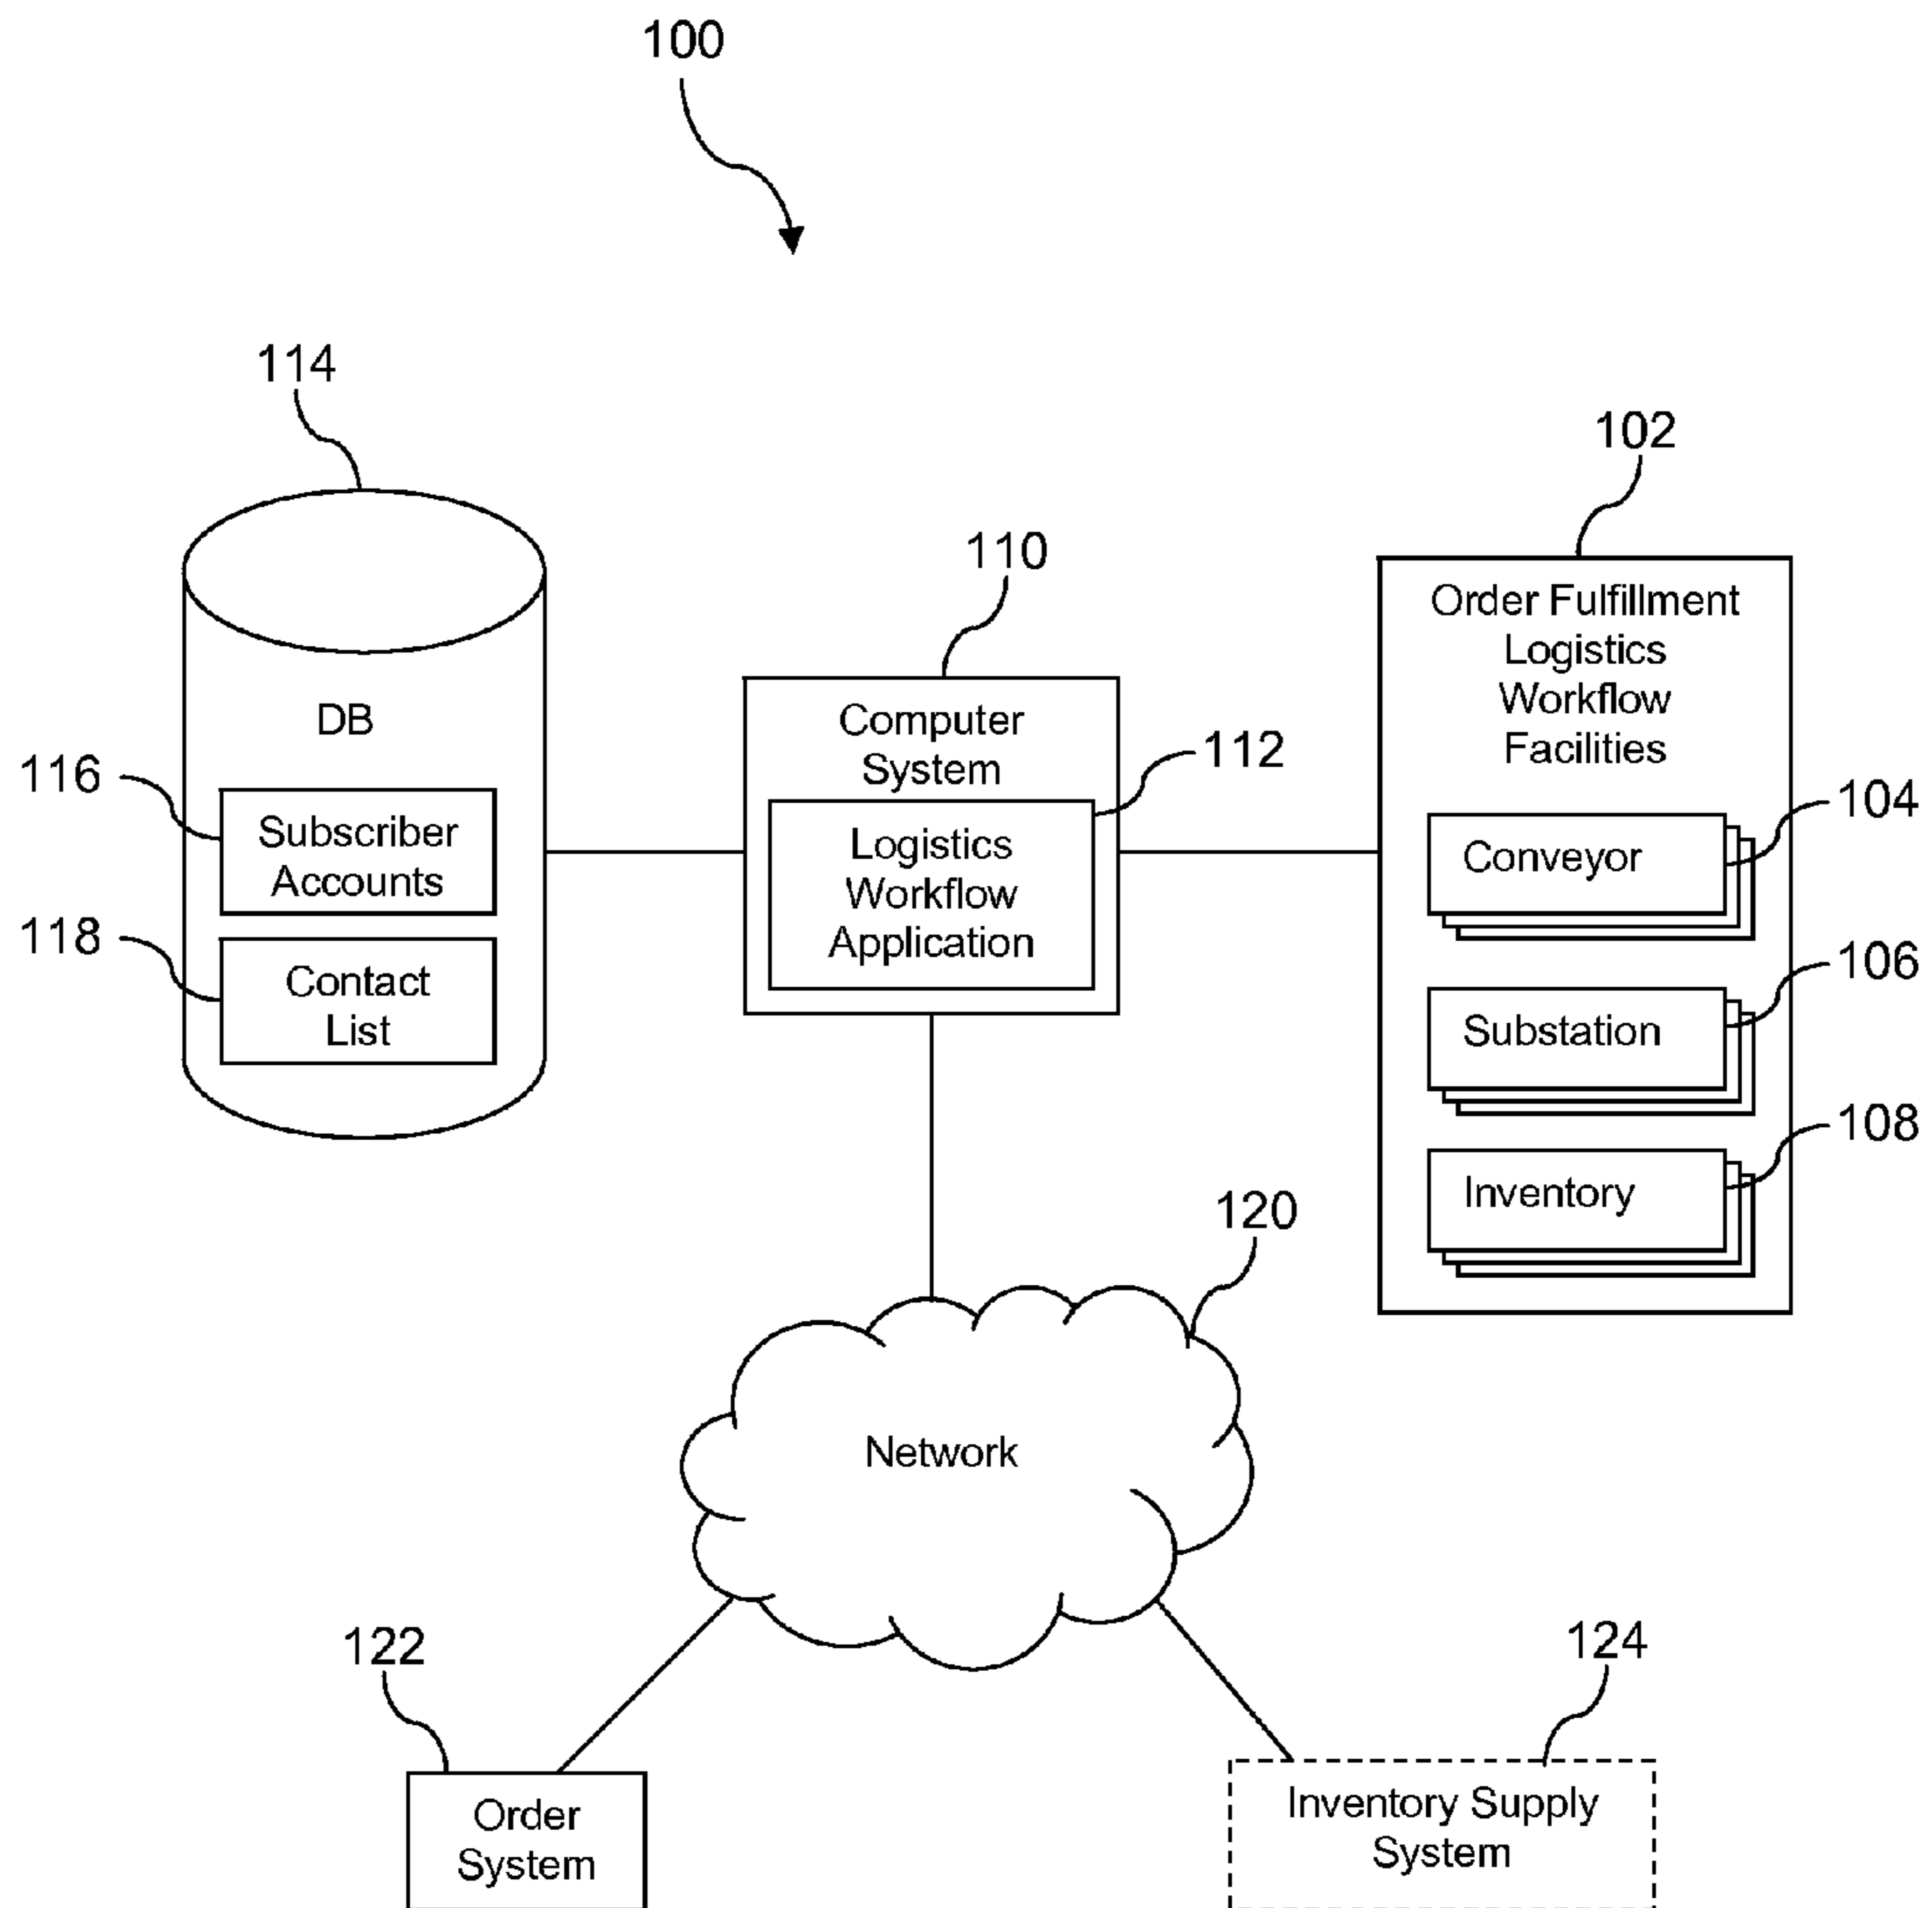 100
114
102
110
Order Fulfillment
Logistics
Workflow
Facilities
DB
Computer
System
112
116
104
Subscriber
Accounts
Logistics
Workflow
Application
Conveyor
118
106
Contact
List
Substation
108
Inventory
120
Network
122
124
Order
System
Inventory Supply
System